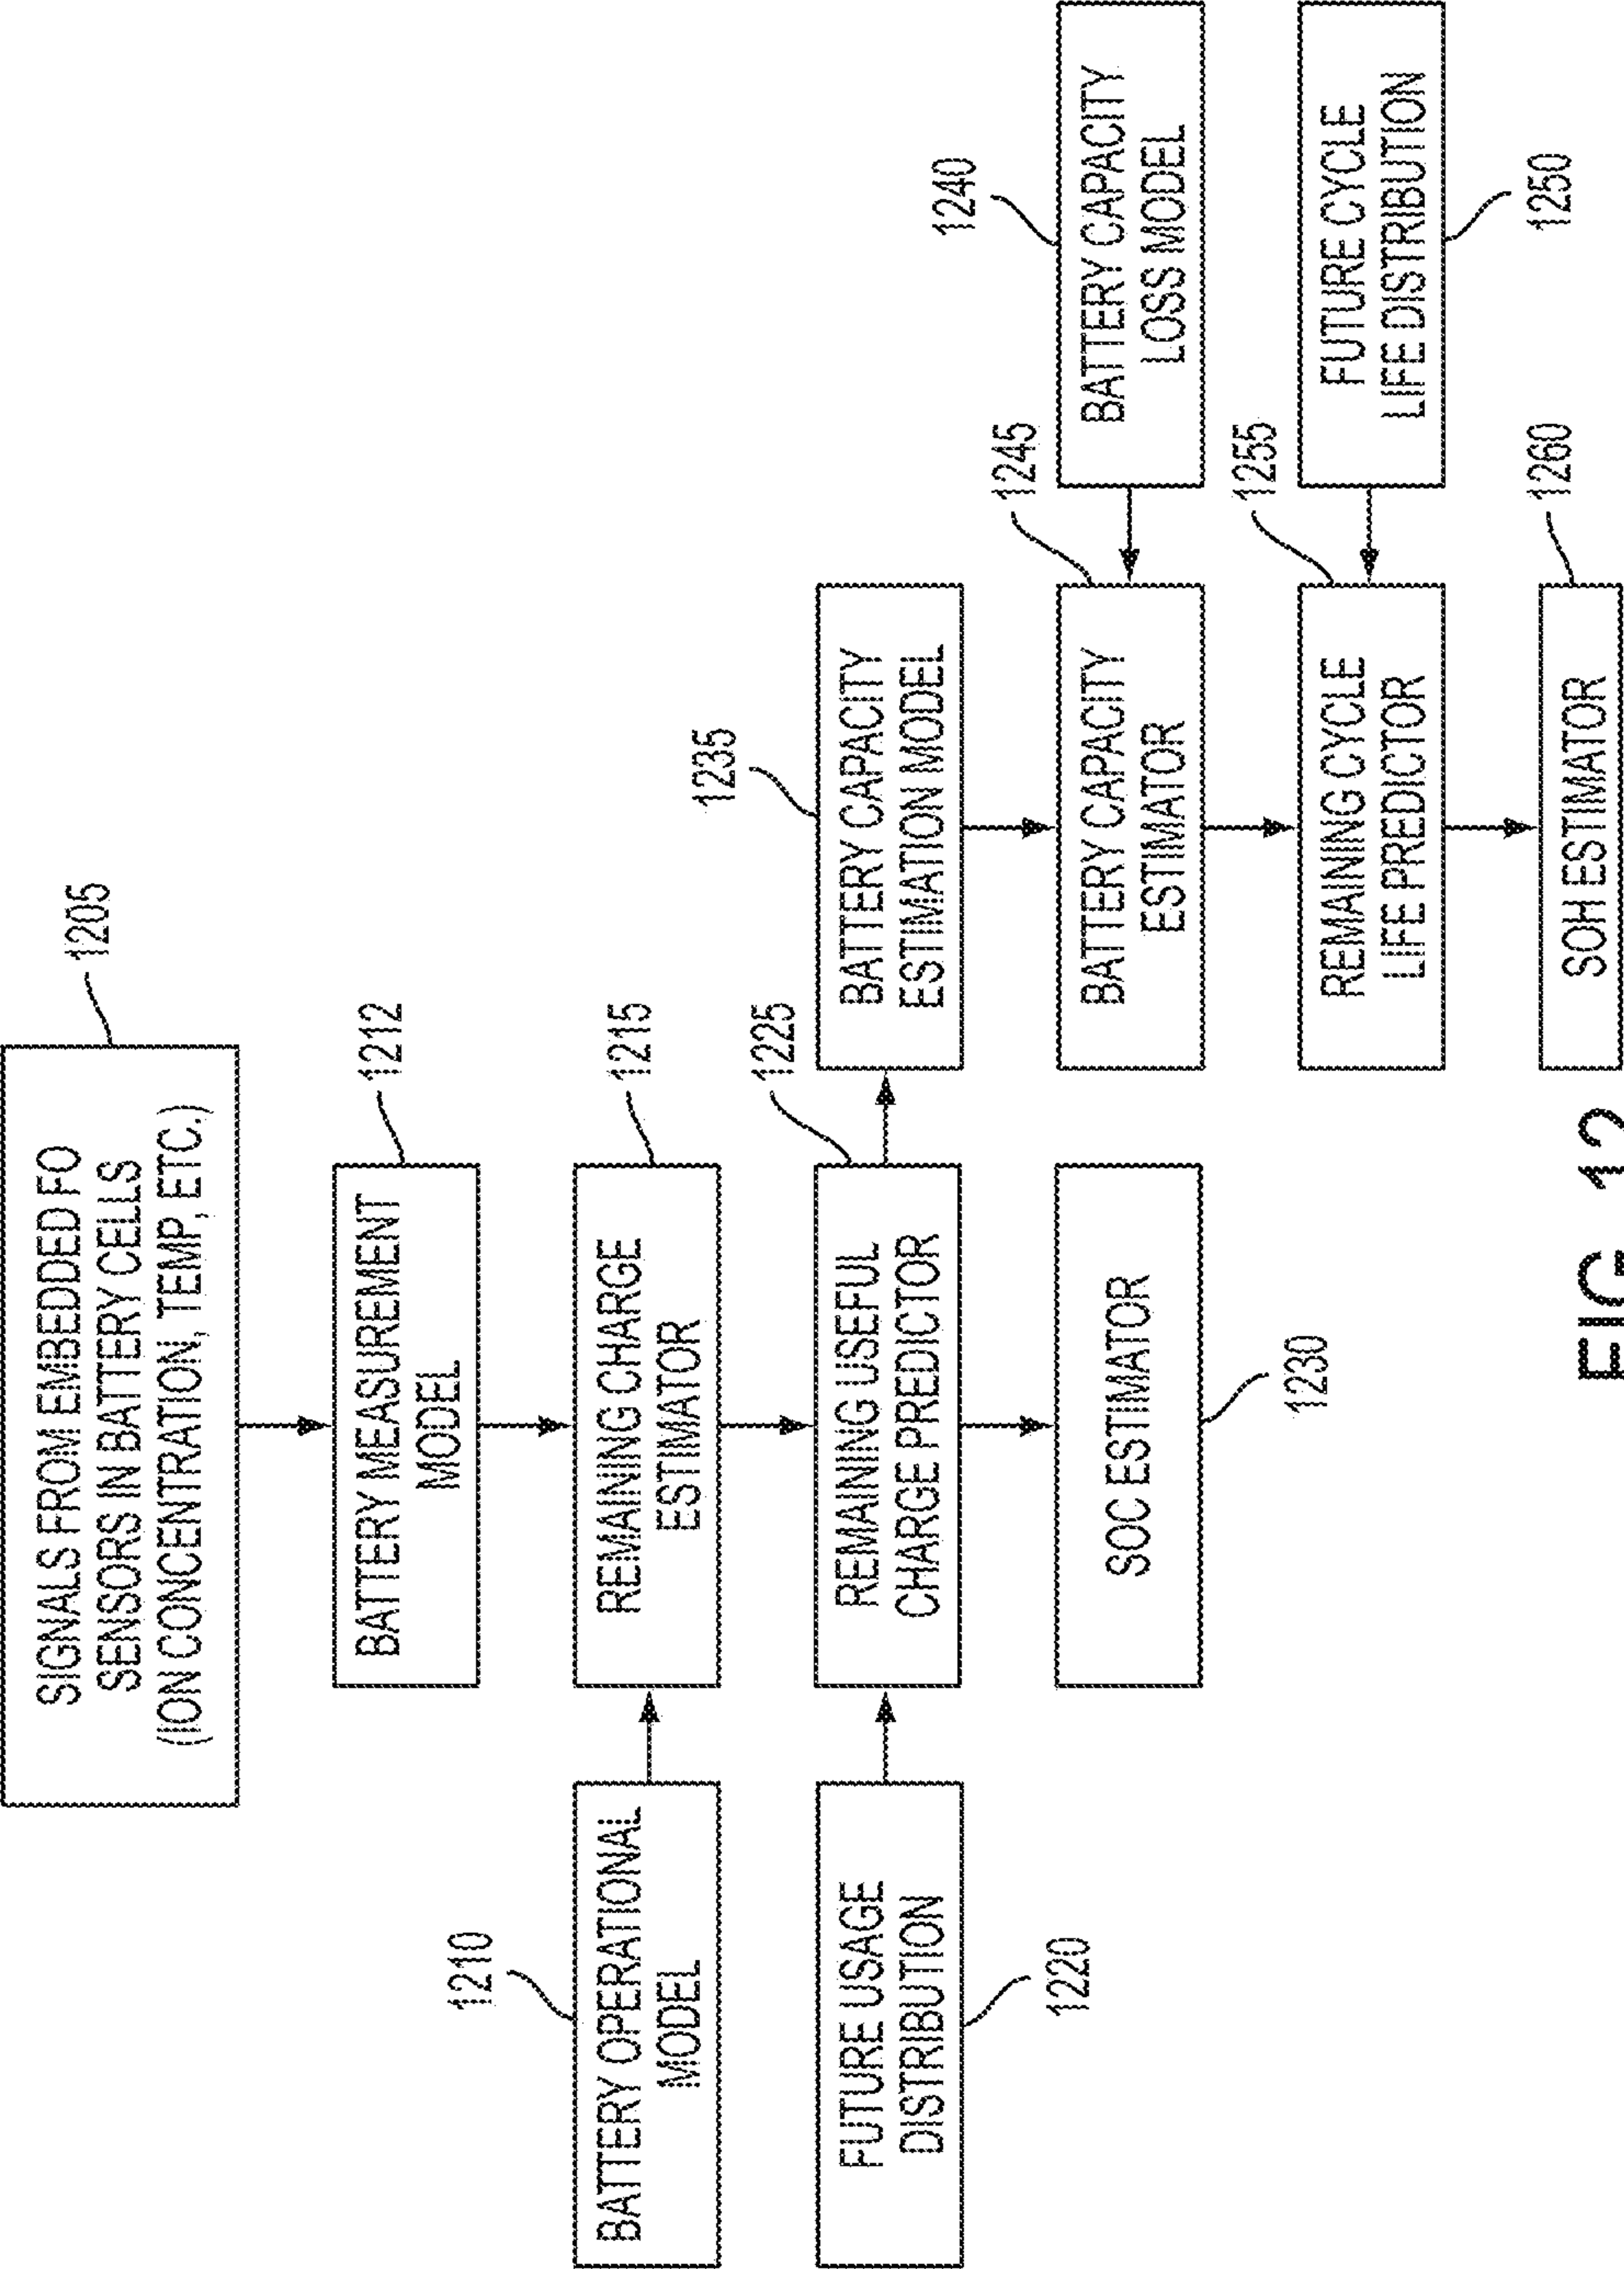 1205
SIGNALS FROM EMBEDDED FO
SENSORS IN BATTERY CELLS
(ION CONCENTRATION, TEMP, ETC.)
1212
BATTERY MEASUREMENT
MODEL
1210
BATTERY OPERATIONAL
MODEL
1215
REMAINING CHARGE
ESTIMATOR
1220
FUTURE USAGE
DISTRIBUTION
1225
REMAINING USEFUL
CHARGE PREDICTOR
1230
SOC ESTIMATOR
1235
BATTERY CAPACITY
ESTIMATION MODEL
1240
BATTERY CAPACITY
LOSS MODEL
1245
BATTERY CAPACITY
ESTIMATOR
1250
FUTURE CYCLE
LIFE DISTRIBUTION
1255
REMAINING CYCLE
LIFE PREDICTOR
1260
SOH ESTIMATOR
FIG. 12